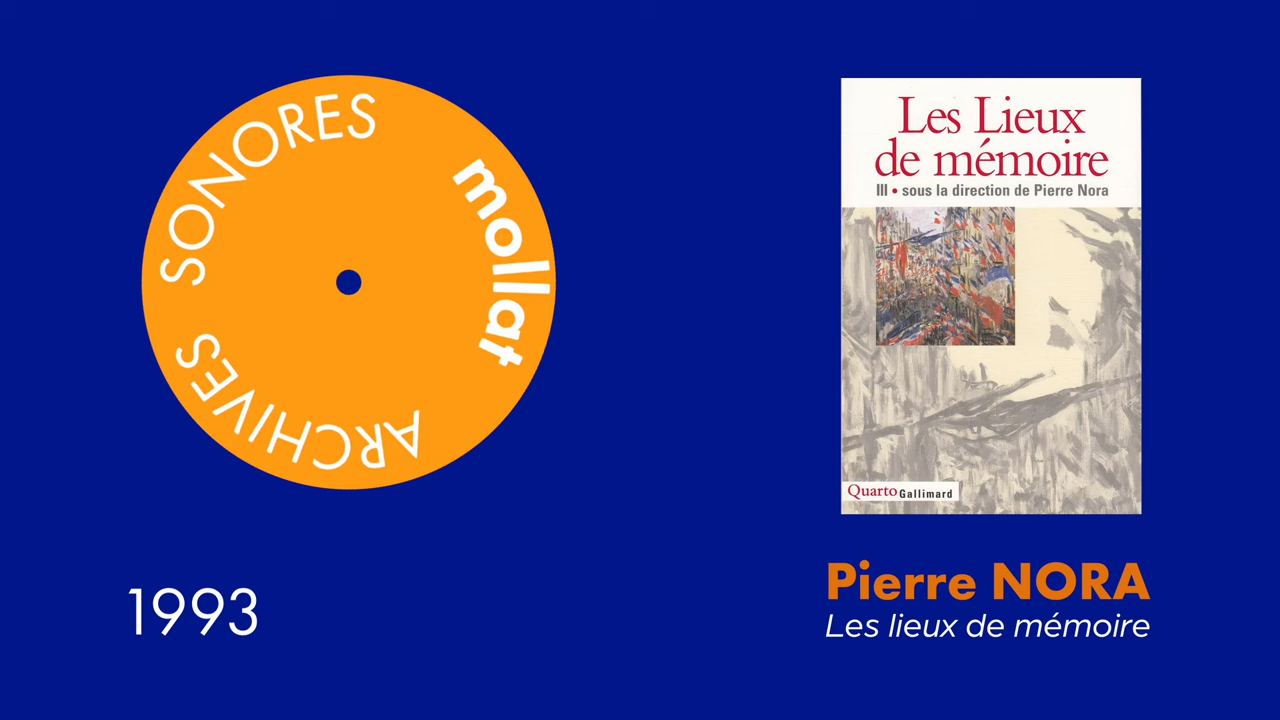 ARCHIVES SONORES
mollat
1993
Les Lieux
de mémoire
III • sous la direction de Pierre Nora
Quarto Gallimard
Pierre NORA
Les lieux de mémoire